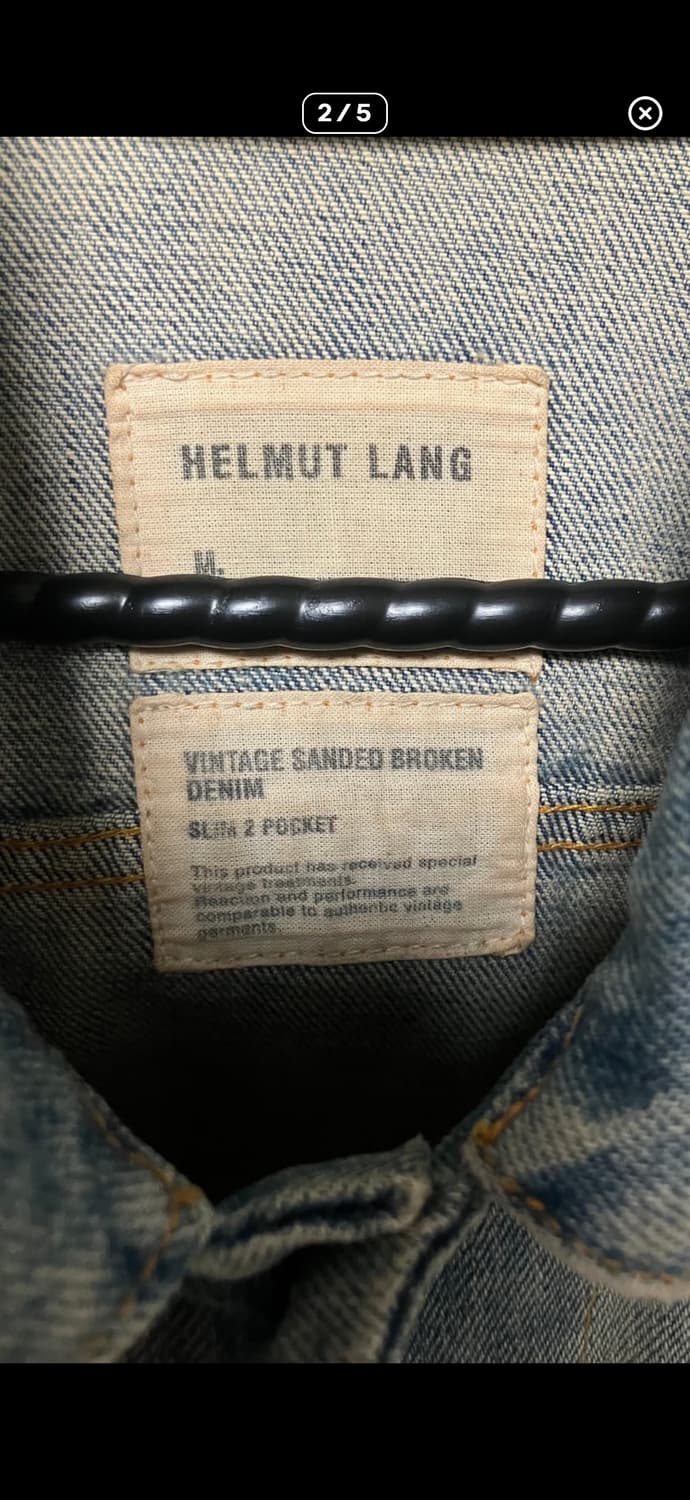 2/5
HELMUT LANG
M.
VINTAGE SANDED BROKEN
DENIM
SLIM 2 POCKET
This product has received special
vintage treatments.
Reaction and performance are
comparable to authentic vintage
garments.